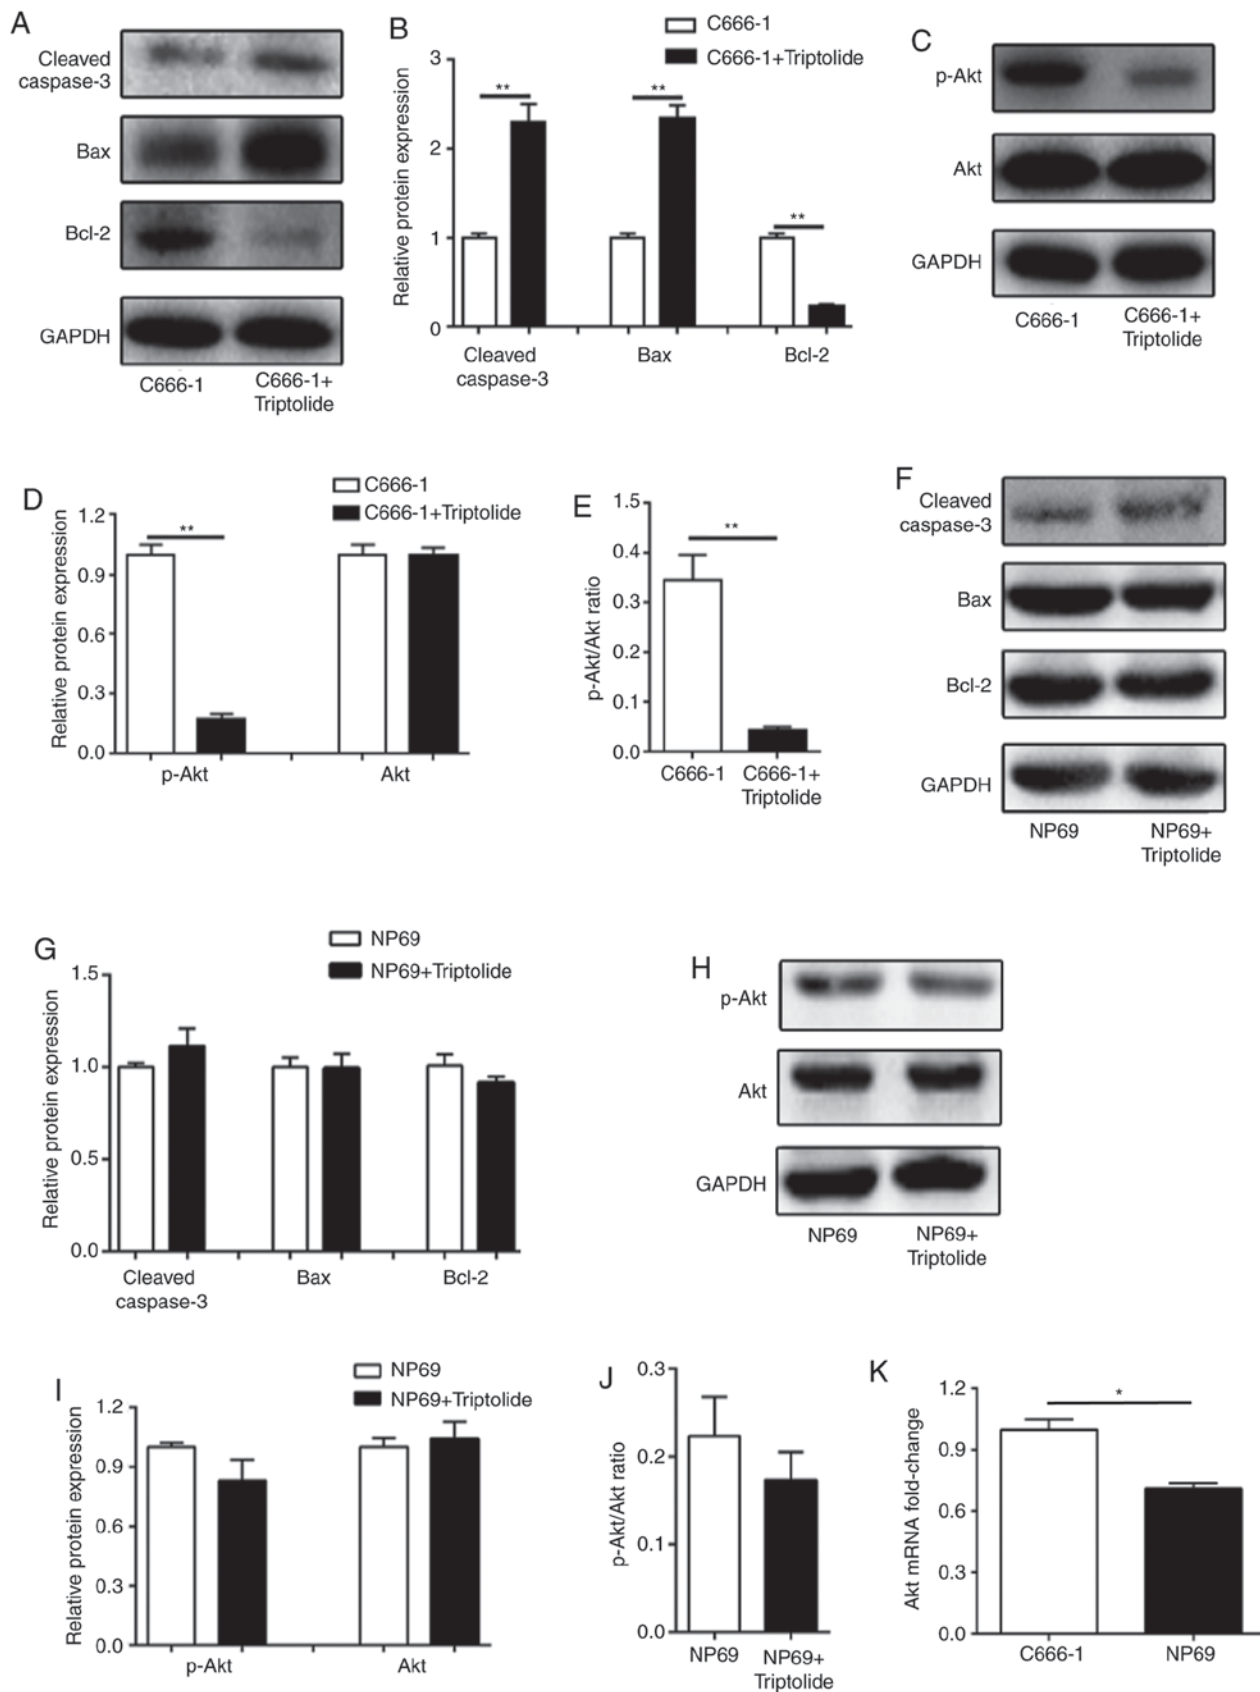 A
Cleaved
caspase-3
Bax
Bcl-2
GAPDH
C666-1
C666-1+
Triptolide
B
C666-1
C666-1+Triptolide
Relative protein expression
3
2
1
0
**
**
**
Cleaved
caspase-3
Bax
Bcl-2
C
p-Akt
Akt
GAPDH
C666-1
C666-1+
Triptolide
D
C666-1
C666-1+Triptolide
Relative protein expression
1.2
0.9
0.6
0.3
0.0
**
p-Akt
Akt
E
p-Akt/Akt ratio
1.5
0.4
0.3
0.2
0.1
0.0
**
C666-1
C666-1+
Triptolide
F
Cleaved
caspase-3
Bax
Bcl-2
GAPDH
NP69
NP69+
Triptolide
G
NP69
NP69+Triptolide
Relative protein expression
1.5
1.0
0.5
0.0
Cleaved
caspase-3
Bax
Bcl-2
H
p-Akt
Akt
GAPDH
NP69
NP69+
Triptolide
I
NP69
NP69+Triptolide
Relative protein expression
1.2
0.9
0.6
0.3
0.0
p-Akt
Akt
J
p-Akt/Akt ratio
0.3
0.2
0.1
0.0
NP69
NP69+
Triptolide
K
Akt mRNA fold-change
1.2
0.9
0.6
0.3
0.0
*
C666-1
NP69